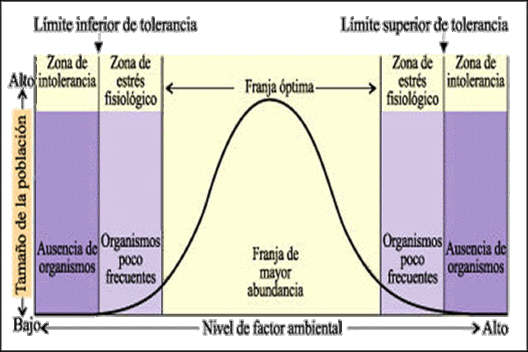 Límite inferior de tolerancia
Límite superior de tolerancia
Zona de
intolerancia
Zona de
estrés
fisiológico
Franja óptima
Zona de
estrés
fisiológico
Zona de
intolerancia
Alto
Tamaño de la población
Ausencia de
organismos
Organismos
poco
frecuentes
Franja de
mayor
abundancia
Organismos
poco
frecuentes
Ausencia de
organismos
Bajo
Nivel de factor ambiental
Alto